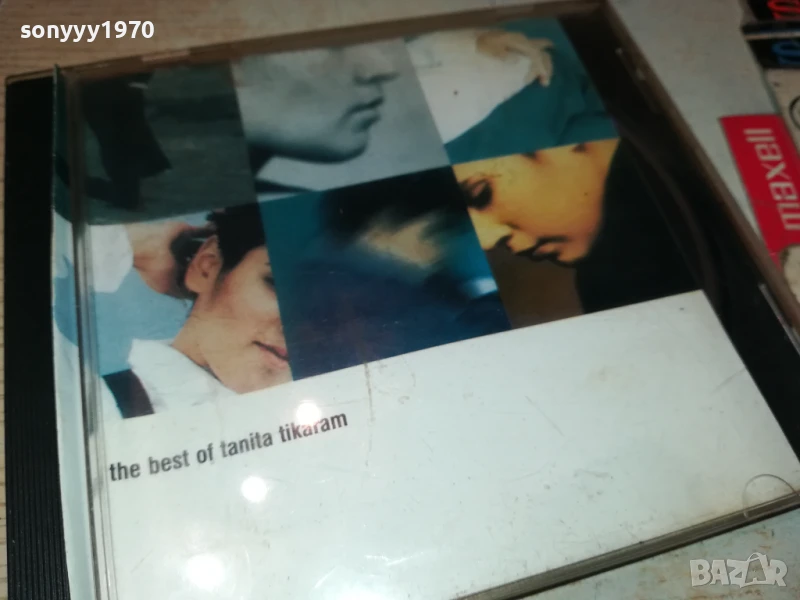 sonyyy1970
maxell
the best of tanita tikaram
BAZAR